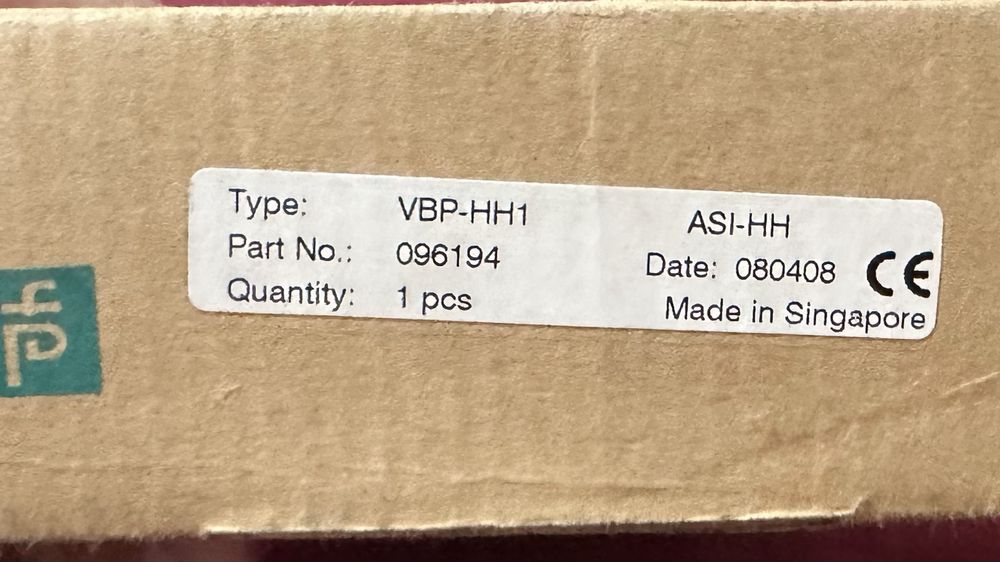 Type: VBP-HH1 ASI-HH
Part No.: 096194 Date: 080408 CE
Quantity: 1 pcs Made in Singapore